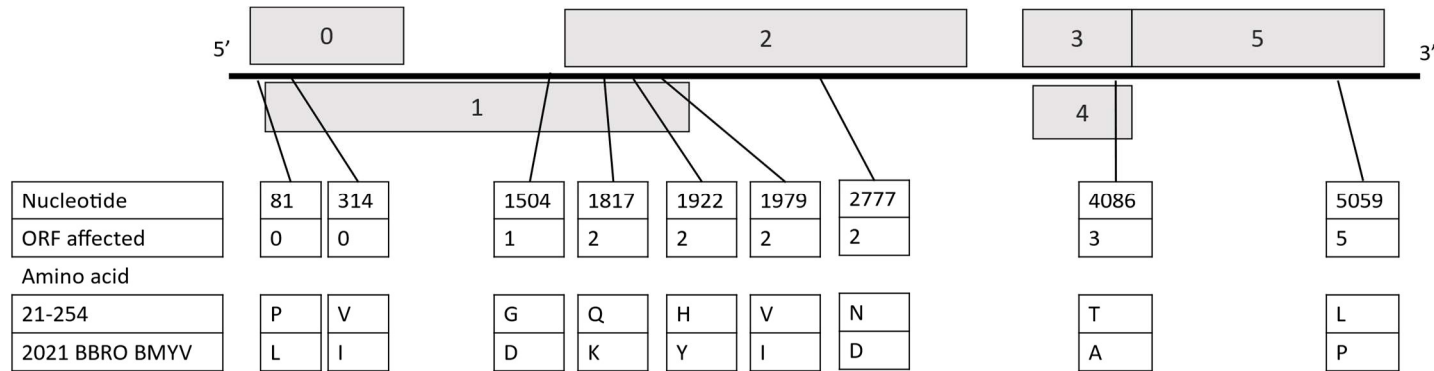 0 2 3 5
5’ 3’
1 4
Nucleotide 81 314 1504 1817 1922 1979 2777 4086 5059
ORF affected 0 0 1 2 2 2 2 3 5
Amino acid
21-254 P V G Q H V N T L
2021 BBRO BMYV L I D K Y I D A P